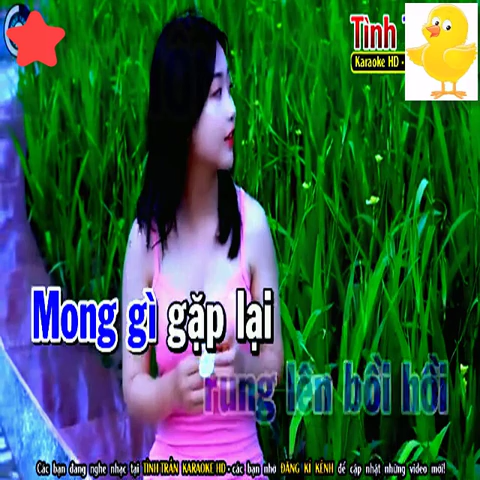 Tình
Karaoke HD -
Mong gì gặp lại
rung lên bồi hồi
Các bạn đang nghe nhạc tại TÌNH TRẦN KARAOKE HD - các bạn nhớ ĐĂNG KÍ KÊNH để cập nhật những video mới!